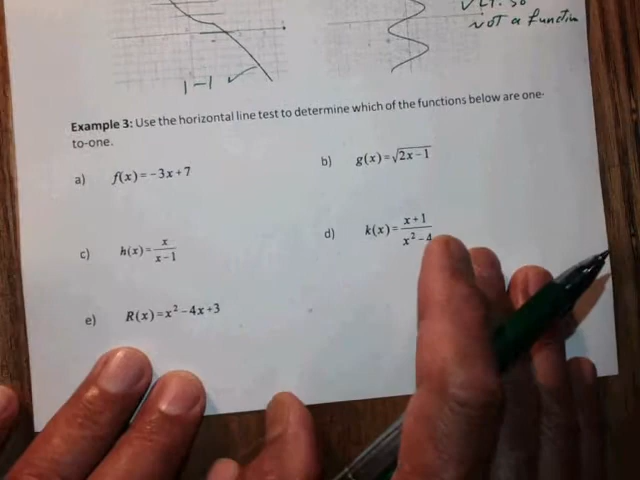 VLT. so
not a function
1-1 ✓
Example 3: Use the horizontal line test to determine which of the functions below are one-
to-one.
a) f(x)=-3x+7
b) g(x)=√(2x-1)
c) h(x)=x/(x-1)
d) k(x)=(x+1)/(x²-4
e) R(x)=x²-4x+3